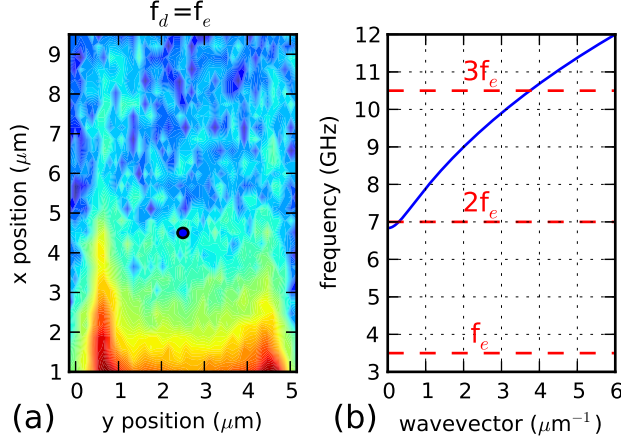 f_d=f_e
x position (μm)
9
8
7
6
5
4
3
2
1
0 1 2 3 4 5
y position (μm)
(a)
frequency (GHz)
12
11
10
9
8
7
6
5
4
3
3f_e
2f_e
f_e
0 1 2 3 4 5 6
wavevector (μm⁻¹)
(b)